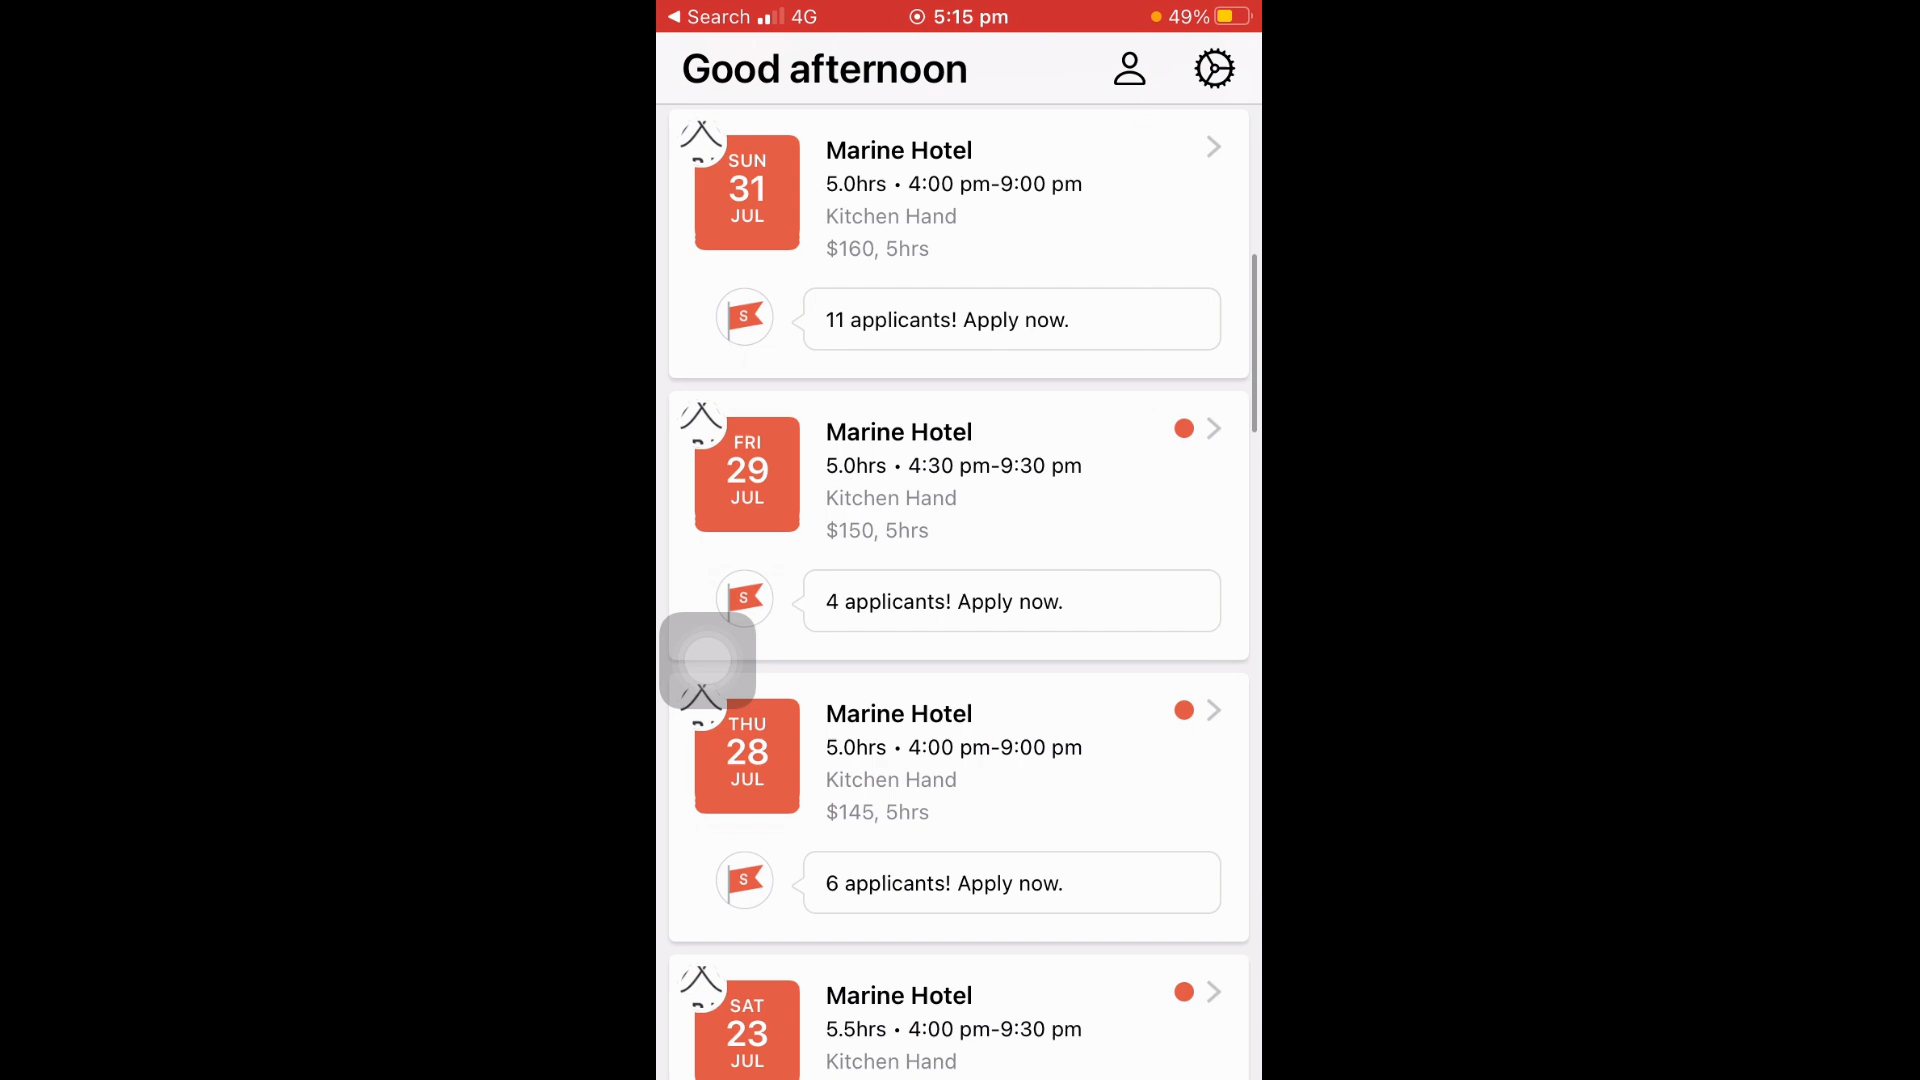 Search 4G 5:15 pm 49%
Good afternoon
SUN
31
JUL
Marine Hotel
5.0hrs • 4:00 pm-9:00 pm
Kitchen Hand
$160, 5hrs
S
11 applicants! Apply now.
FRI
29
JUL
Marine Hotel
5.0hrs • 4:30 pm-9:30 pm
Kitchen Hand
$150, 5hrs
S
4 applicants! Apply now.
THU
28
JUL
Marine Hotel
5.0hrs • 4:00 pm-9:00 pm
Kitchen Hand
$145, 5hrs
S
6 applicants! Apply now.
SAT
23
JUL
Marine Hotel
5.5hrs • 4:00 pm-9:30 pm
Kitchen Hand